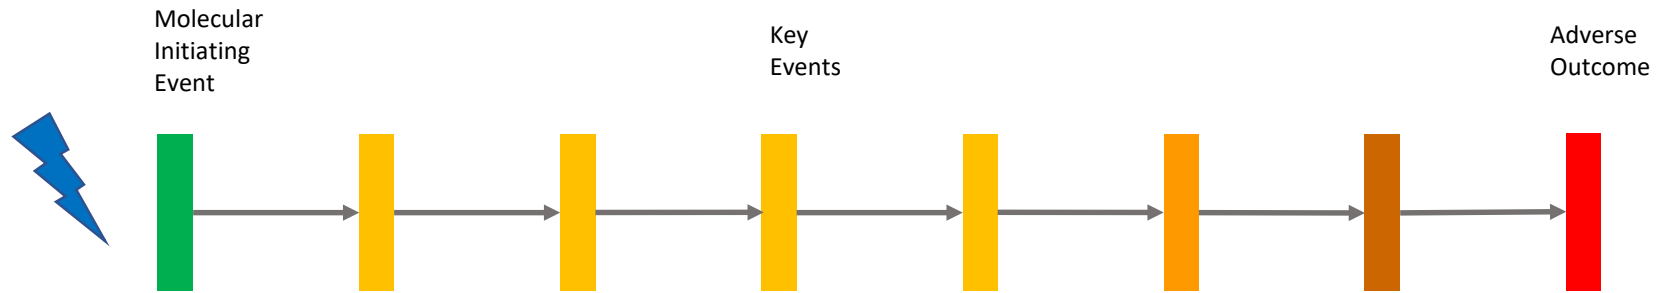 Molecular
Initiating
Event
Key
Events
Adverse
Outcome